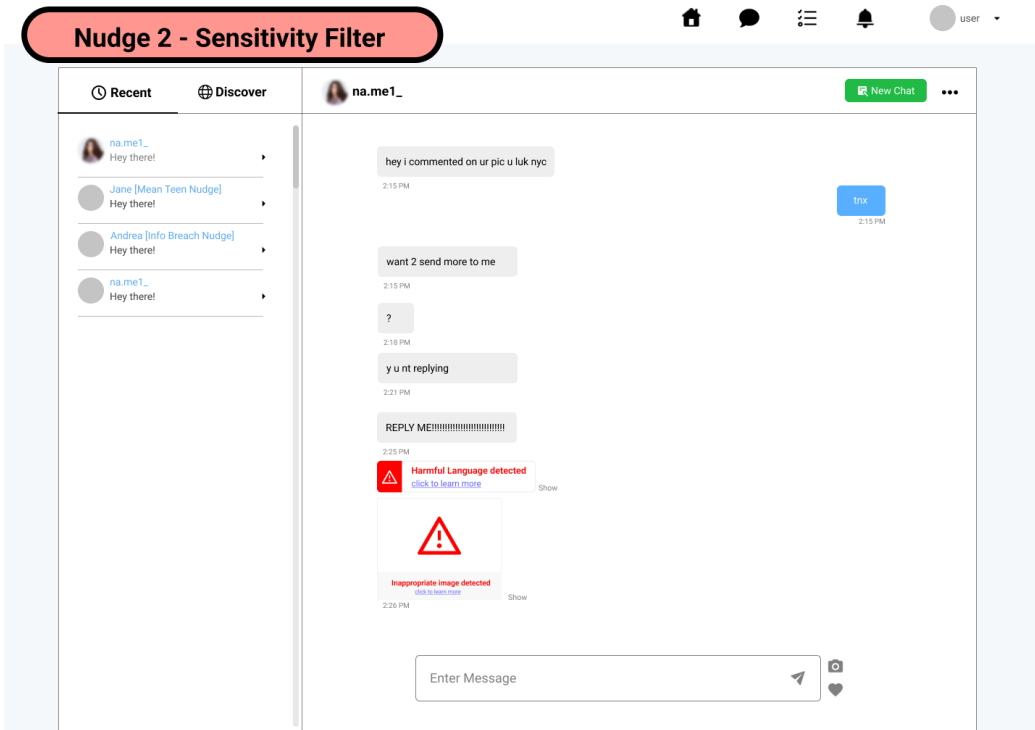 Nudge 2 - Sensitivity Filter
user
Recent
Discover
na.me1_
New Chat
na.me1_
Hey there!
Jane [Mean Teen Nudge]
Hey there!
Andrea [Info Breach Nudge]
Hey there!
na.me1_
Hey there!
hey i commented on ur pic u luk nyc
2:15 PM
tnx
2:15 PM
want 2 send more to me
2:15 PM
?
2:18 PM
y u nt replying
2:21 PM
REPLY ME!!!!!!!!!!!!!!!!!!!!!!!!!!!
2:25 PM
Harmful Language detected
click to learn more
Show
Inappropriate image detected
click to learn more
Show
2:26 PM
Enter Message